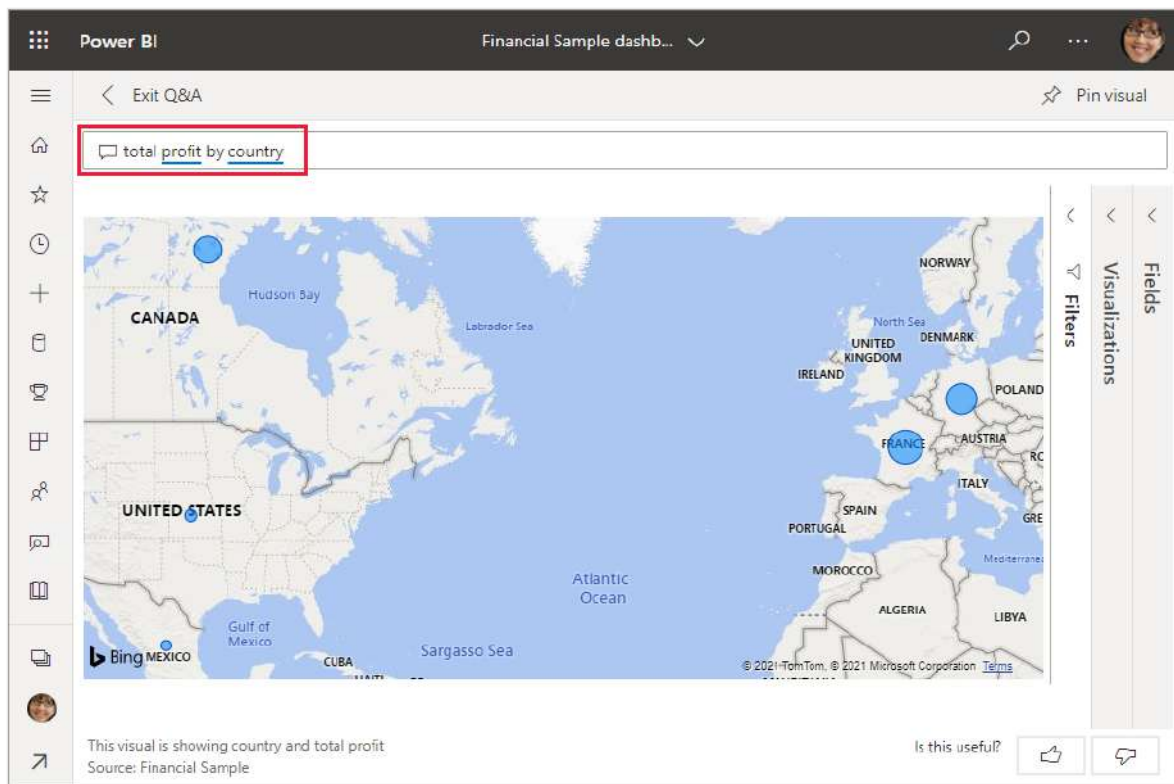 Power BI
Financial Sample dashb...
Exit Q&A
Pin visual
total profit by country
Filters
Visualizations
Fields
NORWAY
Hudson Bay
CANADA
Labrador Sea
North Sea
UNITED
KINGDOM
DENMARK
IRELAND
POLAND
FRANCE
AUSTRIA
RO
ITALY
UNITED STATES
SPAIN
GRE
PORTUGAL
Mediterrane
MOROCCO
Atlantic
Ocean
ALGERIA
LIBYA
Gulf of
Mexico
Bing
MEXICO
CUBA
Sargasso Sea
© 2021 TomTom, © 2021 Microsoft Corporation Terms
This visual is showing country and total profit
Source: Financial Sample
Is this useful?